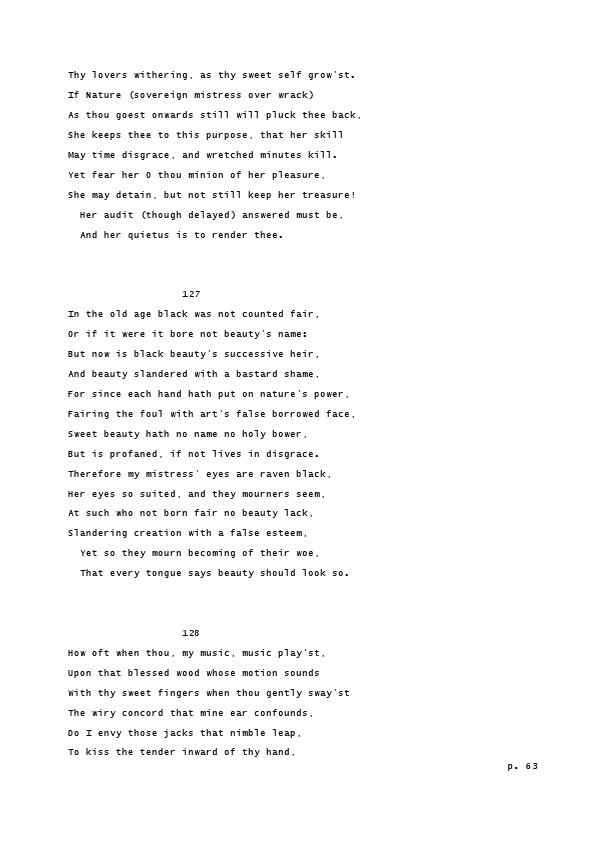 Thy lovers withering, as thy sweet self grow'st.
If Nature (sovereign mistress over wrack)
As thou goest onwards still will pluck thee back,
She keeps thee to this purpose, that her skill
May time disgrace, and wretched minutes kill.
Yet fear her O thou minion of her pleasure,
She may detain, but not still keep her treasure!
  Her audit (though delayed) answered must be,
  And her quietus is to render thee.

                   127
In the old age black was not counted fair,
Or if it were it bore not beauty's name:
But now is black beauty's successive heir,
And beauty slandered with a bastard shame,
For since each hand hath put on nature's power,
Fairing the foul with art's false borrowed face,
Sweet beauty hath no name no holy bower,
But is profaned, if not lives in disgrace.
Therefore my mistress' eyes are raven black,
Her eyes so suited, and they mourners seem,
At such who not born fair no beauty lack,
Slandering creation with a false esteem,
  Yet so they mourn becoming of their woe,
  That every tongue says beauty should look so.

                   128
How oft when thou, my music, music play'st,
Upon that blessed wood whose motion sounds
With thy sweet fingers when thou gently sway'st
The wiry concord that mine ear confounds,
Do I envy those jacks that nimble leap,
To kiss the tender inward of thy hand,
p. 63